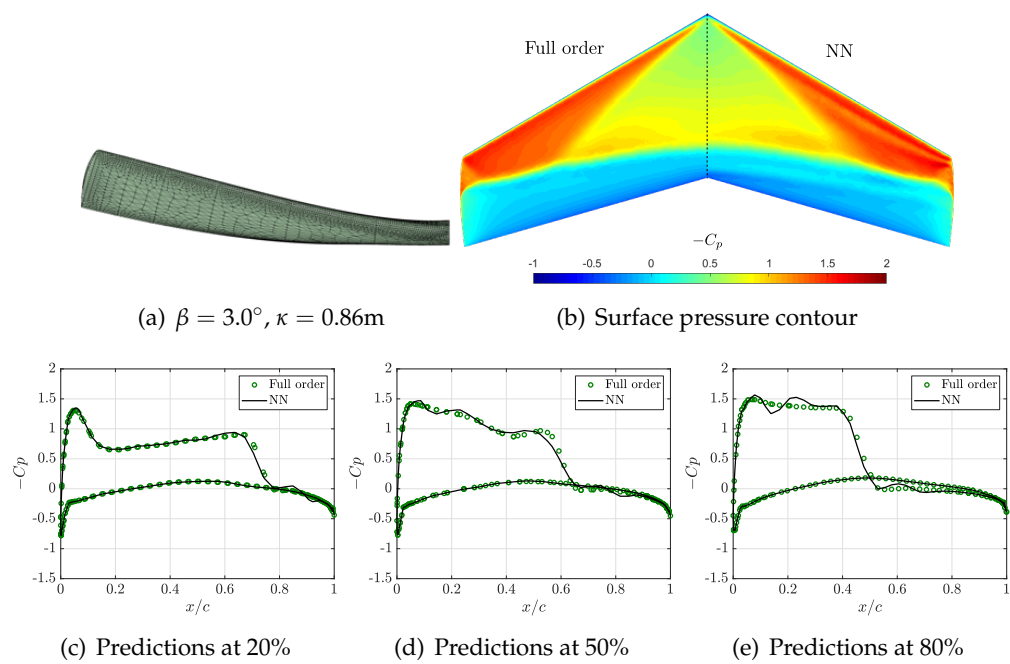 Full order
NN
−Cp
-1 -0.5 0 0.5 1 1.5 2
(a) β = 3.0°, κ = 0.86m
(b) Surface pressure contour
2
1.5
1
0.5
0
-0.5
-1
-1.5
−Cp
0 0.2 0.4 0.6 0.8 1
x/c
Full order
NN
(c) Predictions at 20%
2
1.5
1
0.5
0
-0.5
-1
-1.5
−Cp
0 0.2 0.4 0.6 0.8 1
x/c
Full order
NN
(d) Predictions at 50%
2
1.5
1
0.5
0
-0.5
-1
-1.5
−Cp
0 0.2 0.4 0.6 0.8 1
x/c
Full order
NN
(e) Predictions at 80%